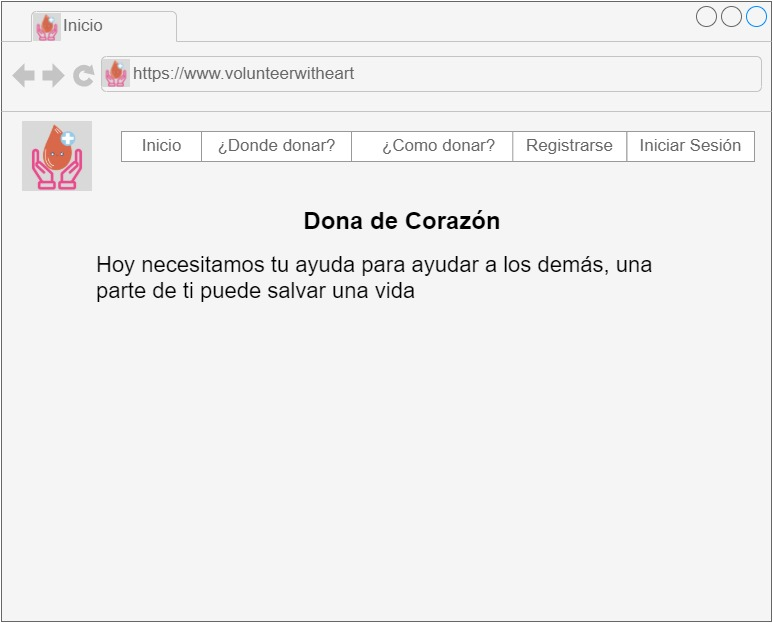 Inicio
https://www.volunteerwitheart
Inicio ¿Donde donar? ¿Como donar? Registrarse Iniciar Sesión
Dona de Corazón
Hoy necesitamos tu ayuda para ayudar a los demás, una
parte de ti puede salvar una vida